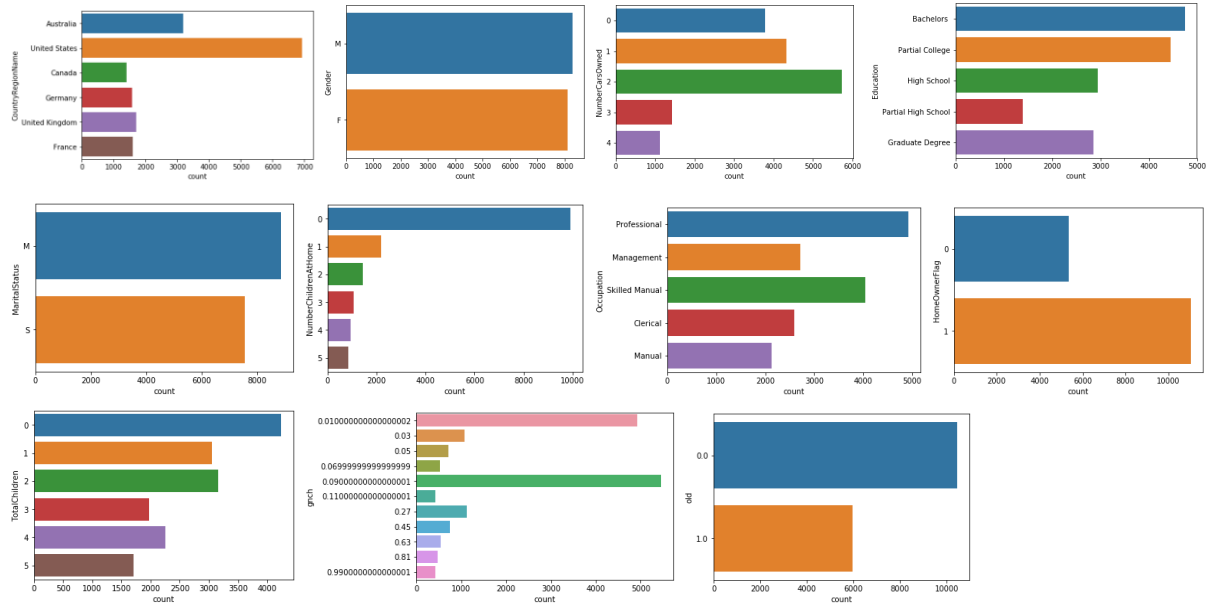 CountryRegionName
Australia
United States
Canada
Germany
United Kingdom
France
0 1000 2000 3000 4000 5000 6000 7000
count
Gender
M
F
0 1000 2000 3000 4000 5000 6000 7000 8000
count
NumberCarsOwned
0
1
2
3
4
0 1000 2000 3000 4000 5000 6000
count
Education
Bachelors
Partial College
High School
Partial High School
Graduate Degree
0 1000 2000 3000 4000 5000
count
MaritalStatus
M
S
0 2000 4000 6000 8000
count
NumberChildrenAtHome
0
1
2
3
4
5
0 2000 4000 6000 8000 10000
count
Occupation
Professional
Management
Skilled Manual
Clerical
Manual
0 1000 2000 3000 4000 5000
count
HomeOwnerFlag
0
1
0 2000 4000 6000 8000 10000
count
TotalChildren
0
1
2
3
4
5
0 500 1000 1500 2000 2500 3000 3500 4000
count
gnch
0.010000000000000002
0.03
0.05
0.06999999999999999
0.09000000000000001
0.11000000000000001
0.27
0.45
0.63
0.81
0.9900000000000001
0 1000 2000 3000 4000 5000
count
old
0.0
1.0
0 2000 4000 6000 8000 10000
count